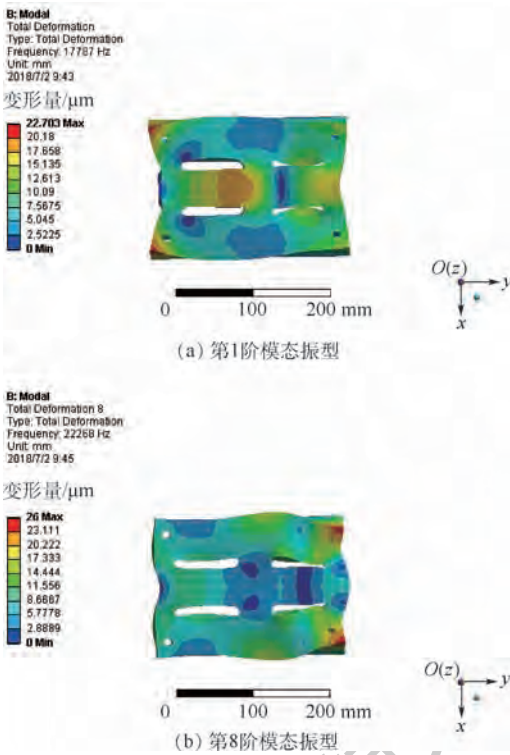 B: Modal
Total Deformation
Type: Total Deformation
Frequency: 17787 Hz
Unit: mm
2018/7/2 9:43
变形量/μm
22.703 Max
20.18
17.658
15.135
12.613
10.09
7.5675
5.045
2.5225
0 Min
O(z)
y
x
0 100 200 mm
(a) 第1阶模态振型
B: Modal
Total Deformation 8
Type: Total Deformation
Frequency: 22268 Hz
Unit: mm
2018/7/2 9:45
变形量/μm
26 Max
23.111
20.222
17.333
14.444
11.556
8.6667
5.7778
2.8889
0 Min
O(z)
y
x
0 100 200 mm
(b) 第8阶模态振型